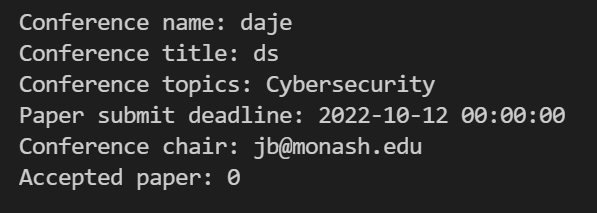 Conference name: daje
Conference title: ds
Conference topics: Cybersecurity
Paper submit deadline: 2022-10-12 00:00:00
Conference chair: jb@monash.edu
Accepted paper: 0